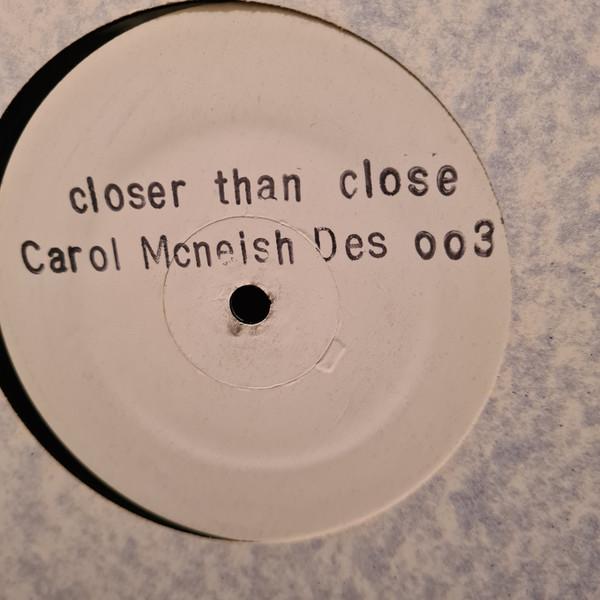 closer than close
Carol Mcneish Des 003